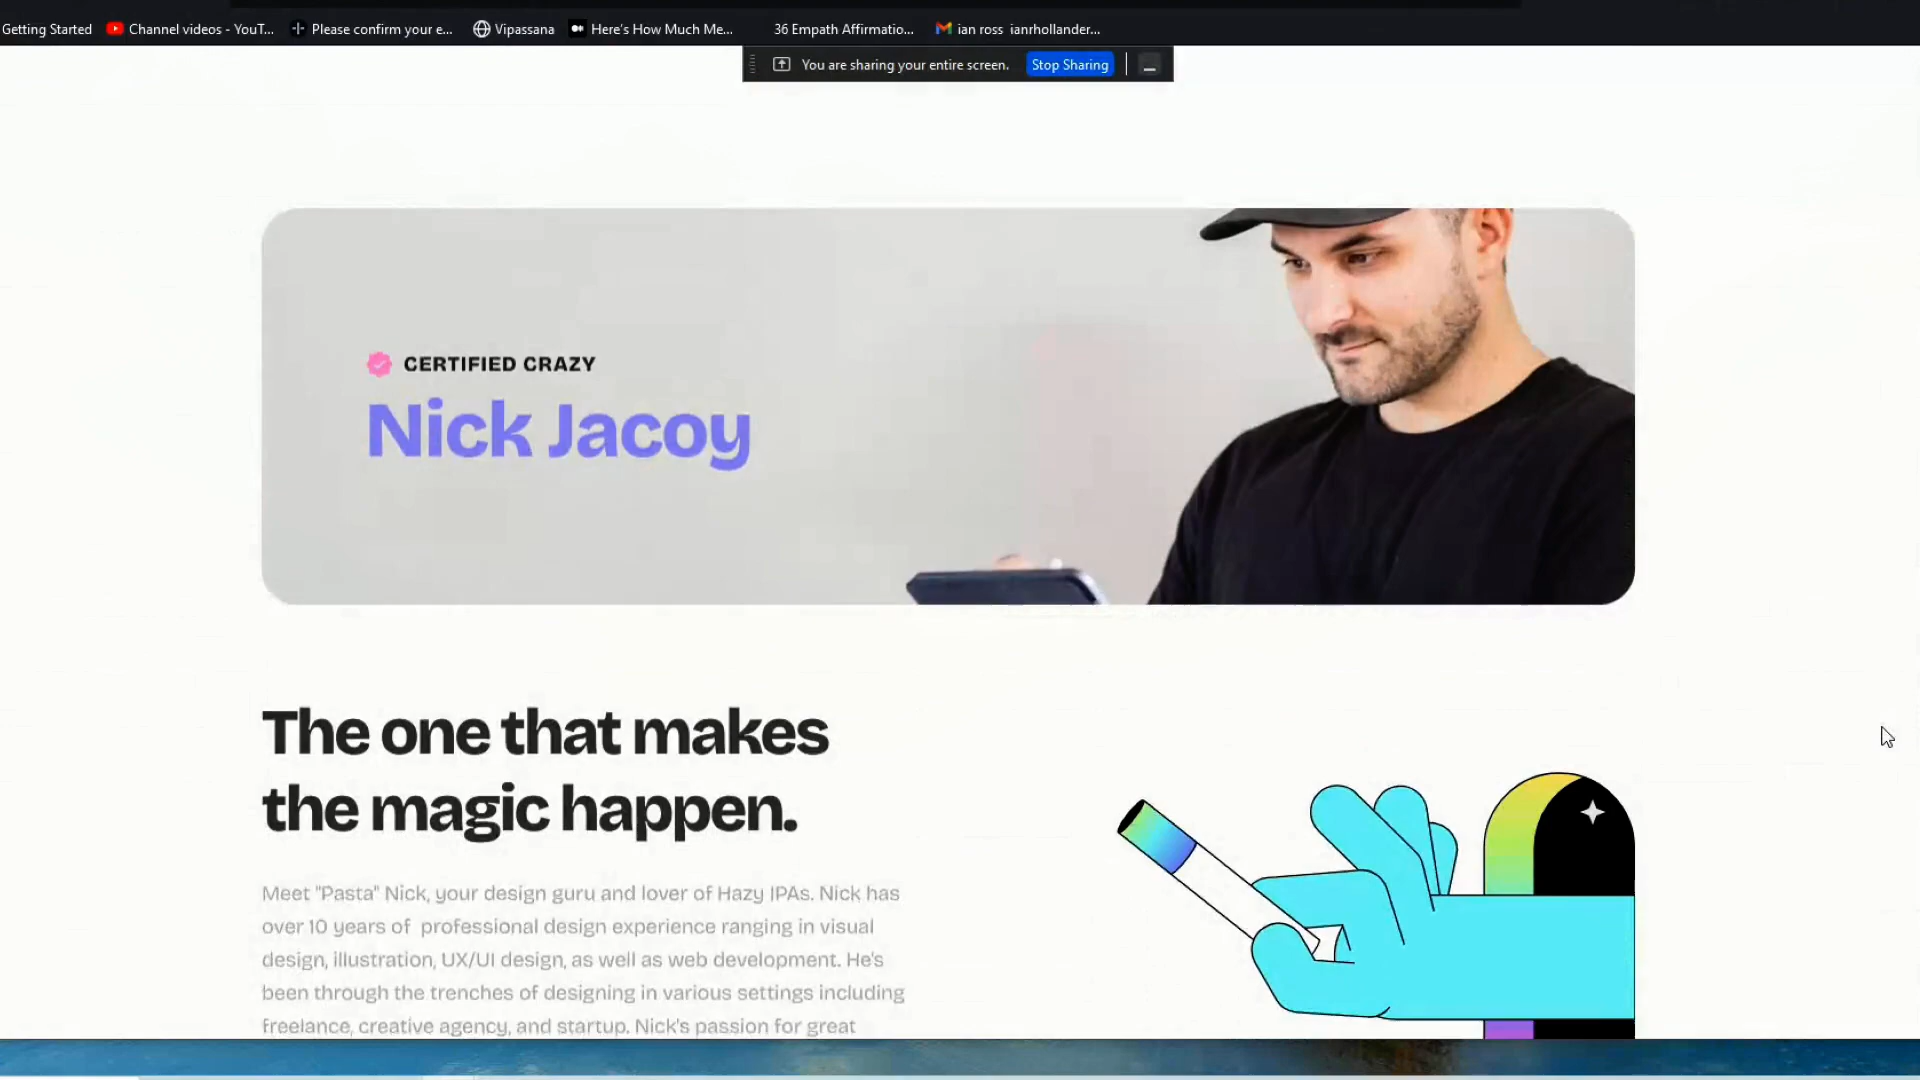 Getting Started Channel videos - YouT... Please confirm your e... Vipassana Here's How Much Me... 36 Empath Affirmatio... ian ross ianrhollander...
You are sharing your entire screen. Stop Sharing
CERTIFIED CRAZY
Nick Jacoy
The one that makes
the magic happen.
Meet "Pasta" Nick, your design guru and lover of Hazy IPAs. Nick has
over 10 years of professional design experience ranging in visual
design, illustration, UX/UI design, as well as web development. He's
been through the trenches of designing in various settings including
freelance, creative agency, and startup. Nick's passion for great